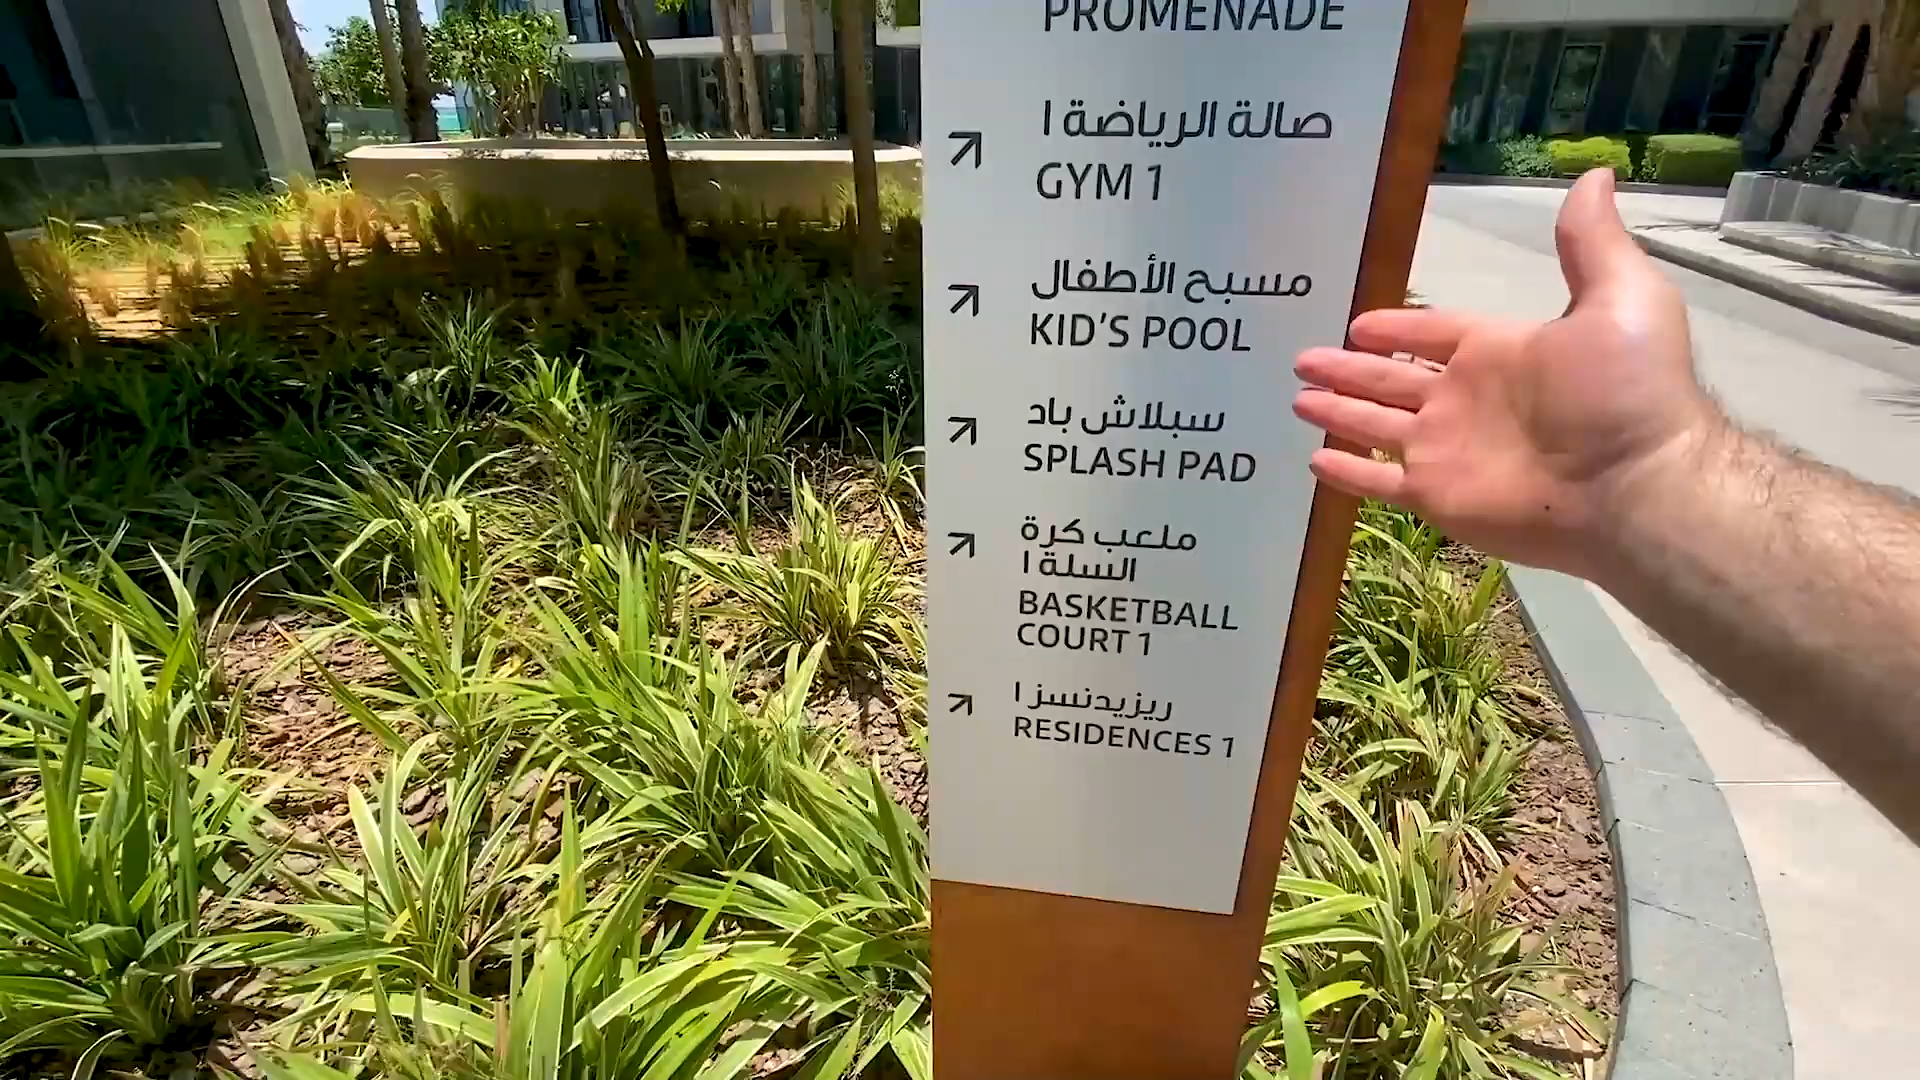 PROMENADE
صالة الرياضة ١
GYM 1
مسبح الأطفال
KID'S POOL
سبلاش باد
SPLASH PAD
ملعب كرة
السلة ١
BASKETBALL
COURT 1
ريزيدنسز ١
RESIDENCES 1